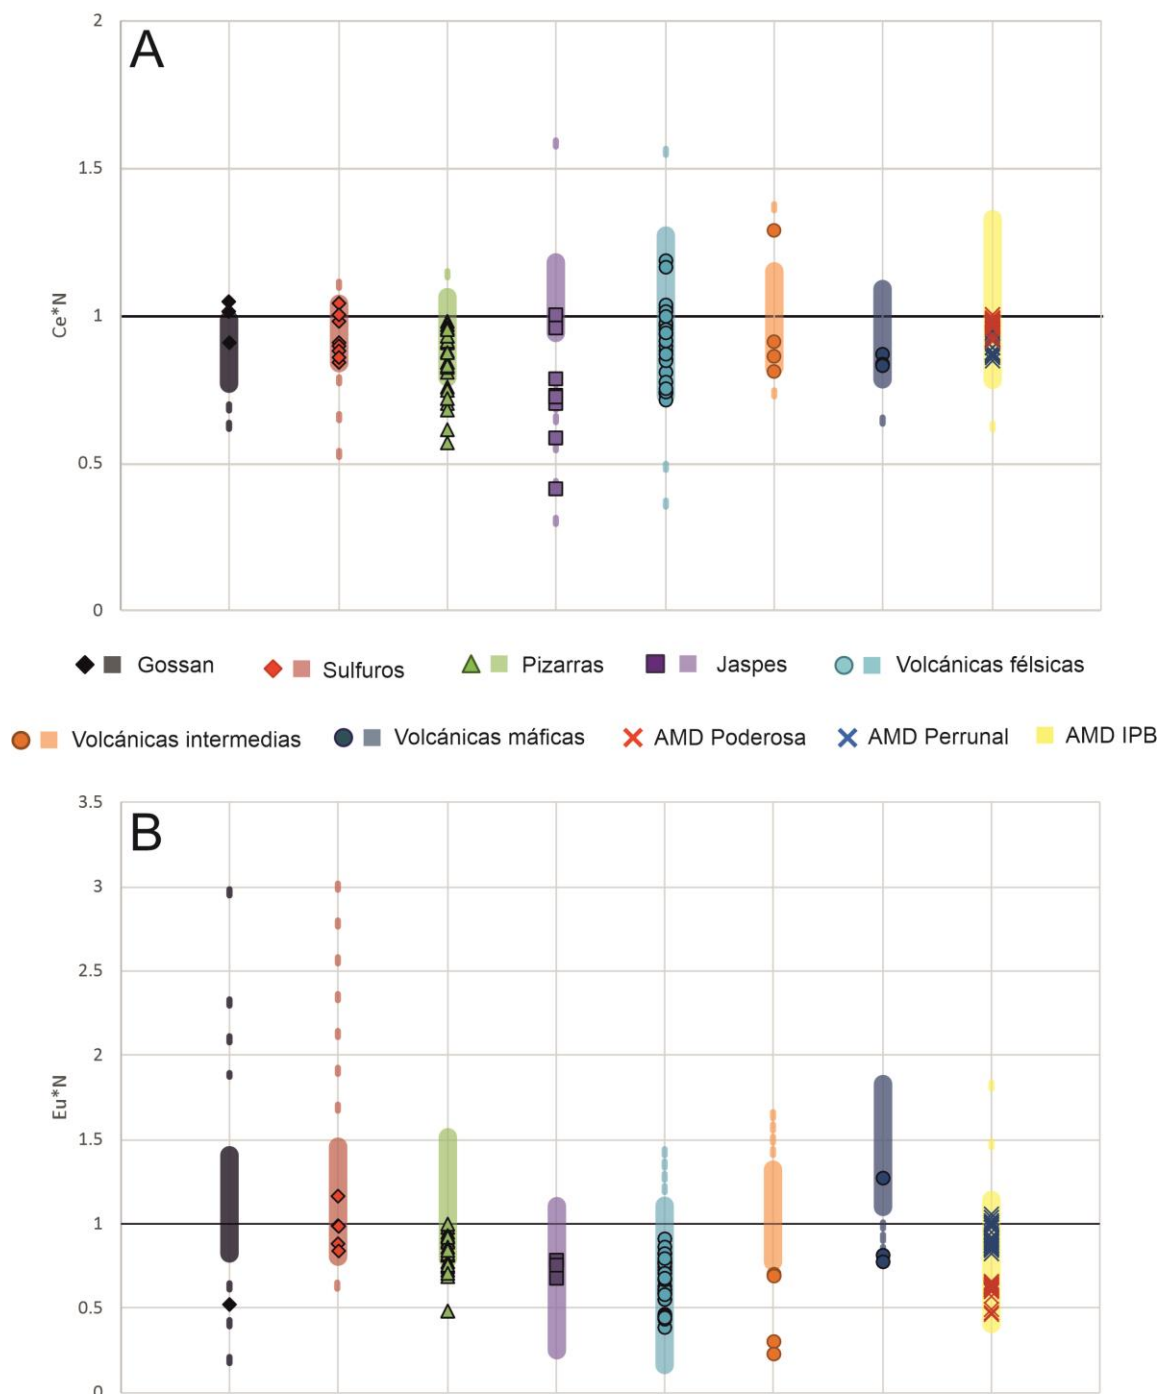 A
2
1.5
1
0.5
0
Ce*N
Gossan Sulfuros Pizarras Jaspes Volcánicas félsicas
Volcánicas intermedias Volcánicas máficas AMD Poderosa AMD Perrunal AMD IPB
B
3.5
3
2.5
2
1.5
1
0.5
0
Eu*N